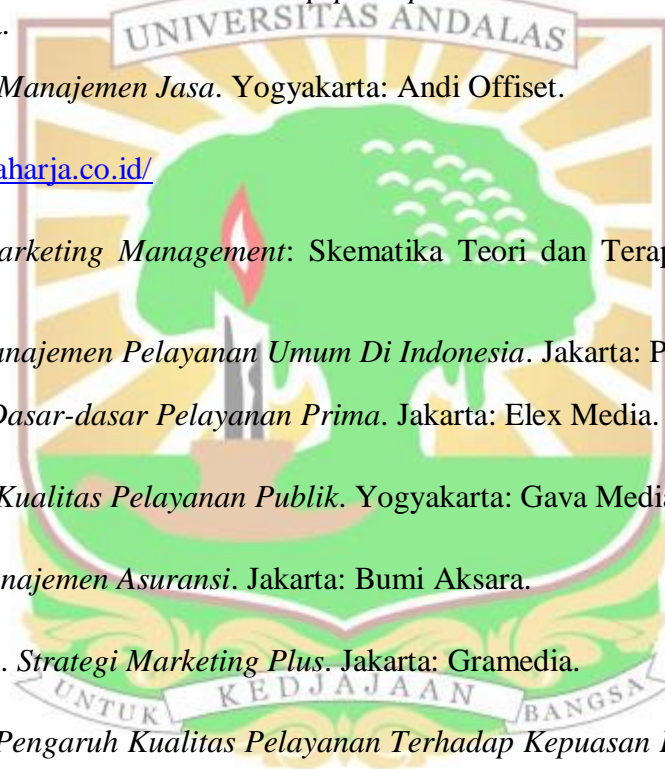 UNIVERSITAS ANDALAS
Manajemen Jasa. Yogyakarta: Andi Offiset.
aharja.co.id/
arketing Management: Skematika Teori dan Terap
anajemen Pelayanan Umum Di Indonesia. Jakarta: P
Dasar-dasar Pelayanan Prima. Jakarta: Elex Media.
Kualitas Pelayanan Publik. Yogyakarta: Gava Media
najemen Asuransi. Jakarta: Bumi Aksara.
. Strategi Marketing Plus. Jakarta: Gramedia.
UNTUK KEDJAJAAN BANGSA
Pengaruh Kualitas Pelayanan Terhadap Kepuasan